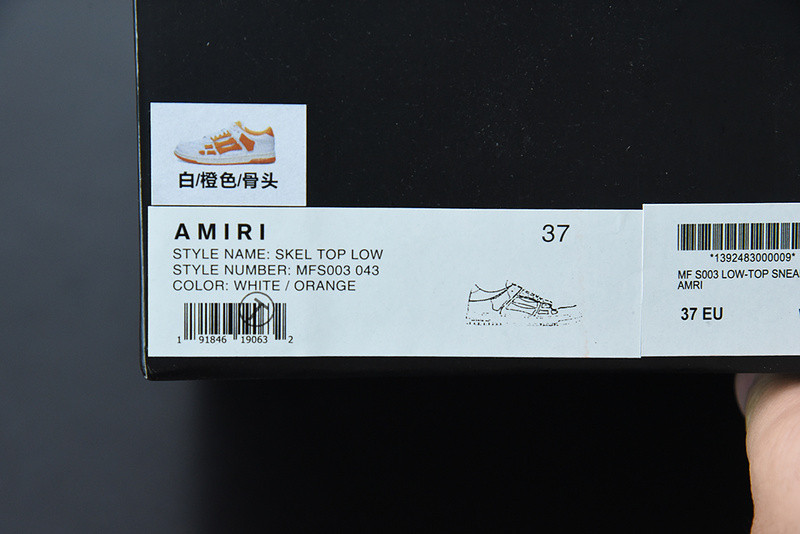 白/橙色/骨头
AMIRI
37
STYLE NAME: SKEL TOP LOW
STYLE NUMBER: MFS003 043
COLOR: WHITE / ORANGE
1 91846 19063 2
*1392483000009*
MF S003 LOW-TOP SNEA
AMRI
37 EU